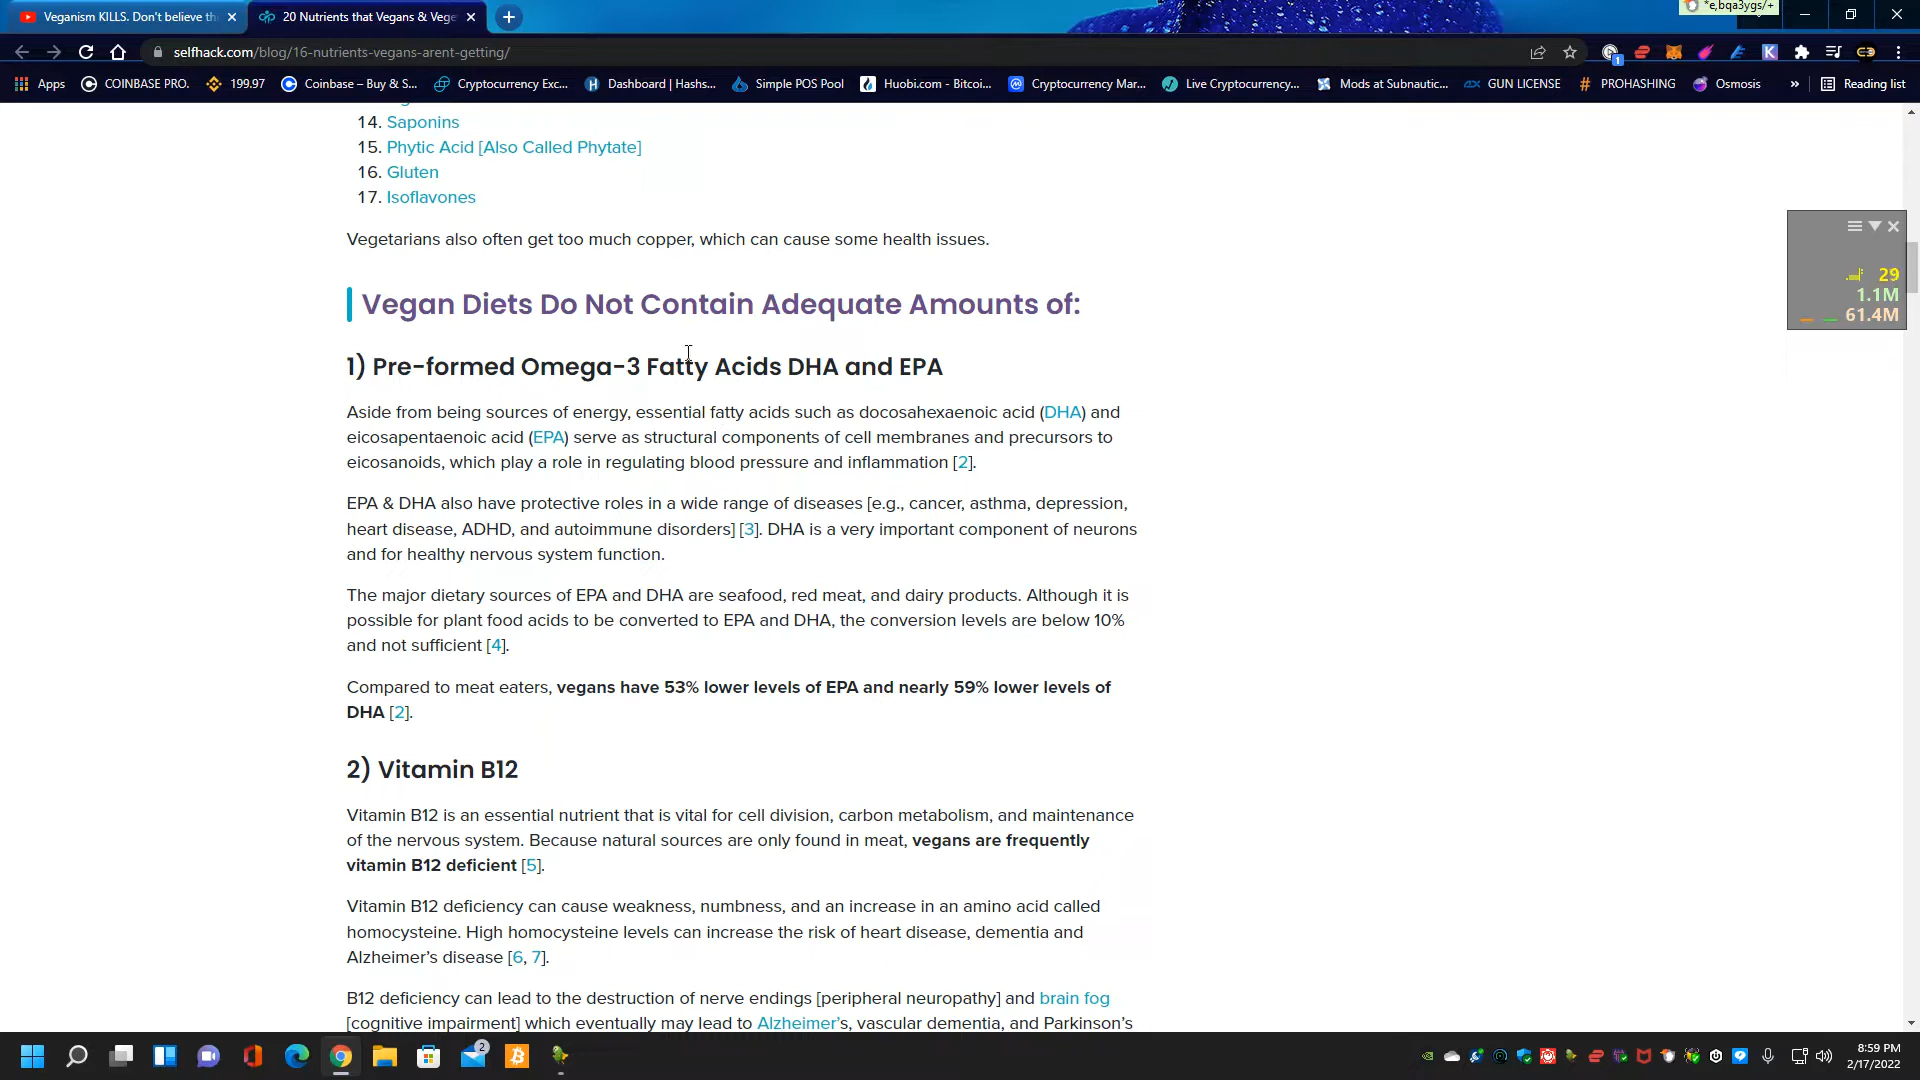 Veganism KILLS. Don't believe th
20 Nutrients that Vegans & Vege
*e,bqa3ygs/+
selfhack.com/blog/16-nutrients-vegans-arent-getting/
1
Apps
COINBASE PRO.
199.97
Coinbase – Buy & S...
Cryptocurrency Exc...
Dashboard | Hashs...
Simple POS Pool
Huobi.com - Bitcoi...
Cryptocurrency Mar...
Live Cryptocurrency...
Mods at Subnautic...
GUN LICENSE
PROHASHING
Osmosis
»
Reading list
14. Saponins
15. Phytic Acid [Also Called Phytate]
16. Gluten
17. Isoflavones
Vegetarians also often get too much copper, which can cause some health issues.
29
1.1M
61.4M
Vegan Diets Do Not Contain Adequate Amounts of:
1) Pre-formed Omega-3 Fatty Acids DHA and EPA
Aside from being sources of energy, essential fatty acids such as docosahexaenoic acid (DHA) and
eicosapentaenoic acid (EPA) serve as structural components of cell membranes and precursors to
eicosanoids, which play a role in regulating blood pressure and inflammation [2].
EPA & DHA also have protective roles in a wide range of diseases [e.g., cancer, asthma, depression,
heart disease, ADHD, and autoimmune disorders] [3]. DHA is a very important component of neurons
and for healthy nervous system function.
The major dietary sources of EPA and DHA are seafood, red meat, and dairy products. Although it is
possible for plant food acids to be converted to EPA and DHA, the conversion levels are below 10%
and not sufficient [4].
Compared to meat eaters, vegans have 53% lower levels of EPA and nearly 59% lower levels of
DHA [2].
2) Vitamin B12
Vitamin B12 is an essential nutrient that is vital for cell division, carbon metabolism, and maintenance
of the nervous system. Because natural sources are only found in meat, vegans are frequently
vitamin B12 deficient [5].
Vitamin B12 deficiency can cause weakness, numbness, and an increase in an amino acid called
homocysteine. High homocysteine levels can increase the risk of heart disease, dementia and
Alzheimer’s disease [6, 7].
B12 deficiency can lead to the destruction of nerve endings [peripheral neuropathy] and brain fog
[cognitive impairment] which eventually may lead to Alzheimer’s, vascular dementia, and Parkinson’s
2
8:59 PM
2/17/2022